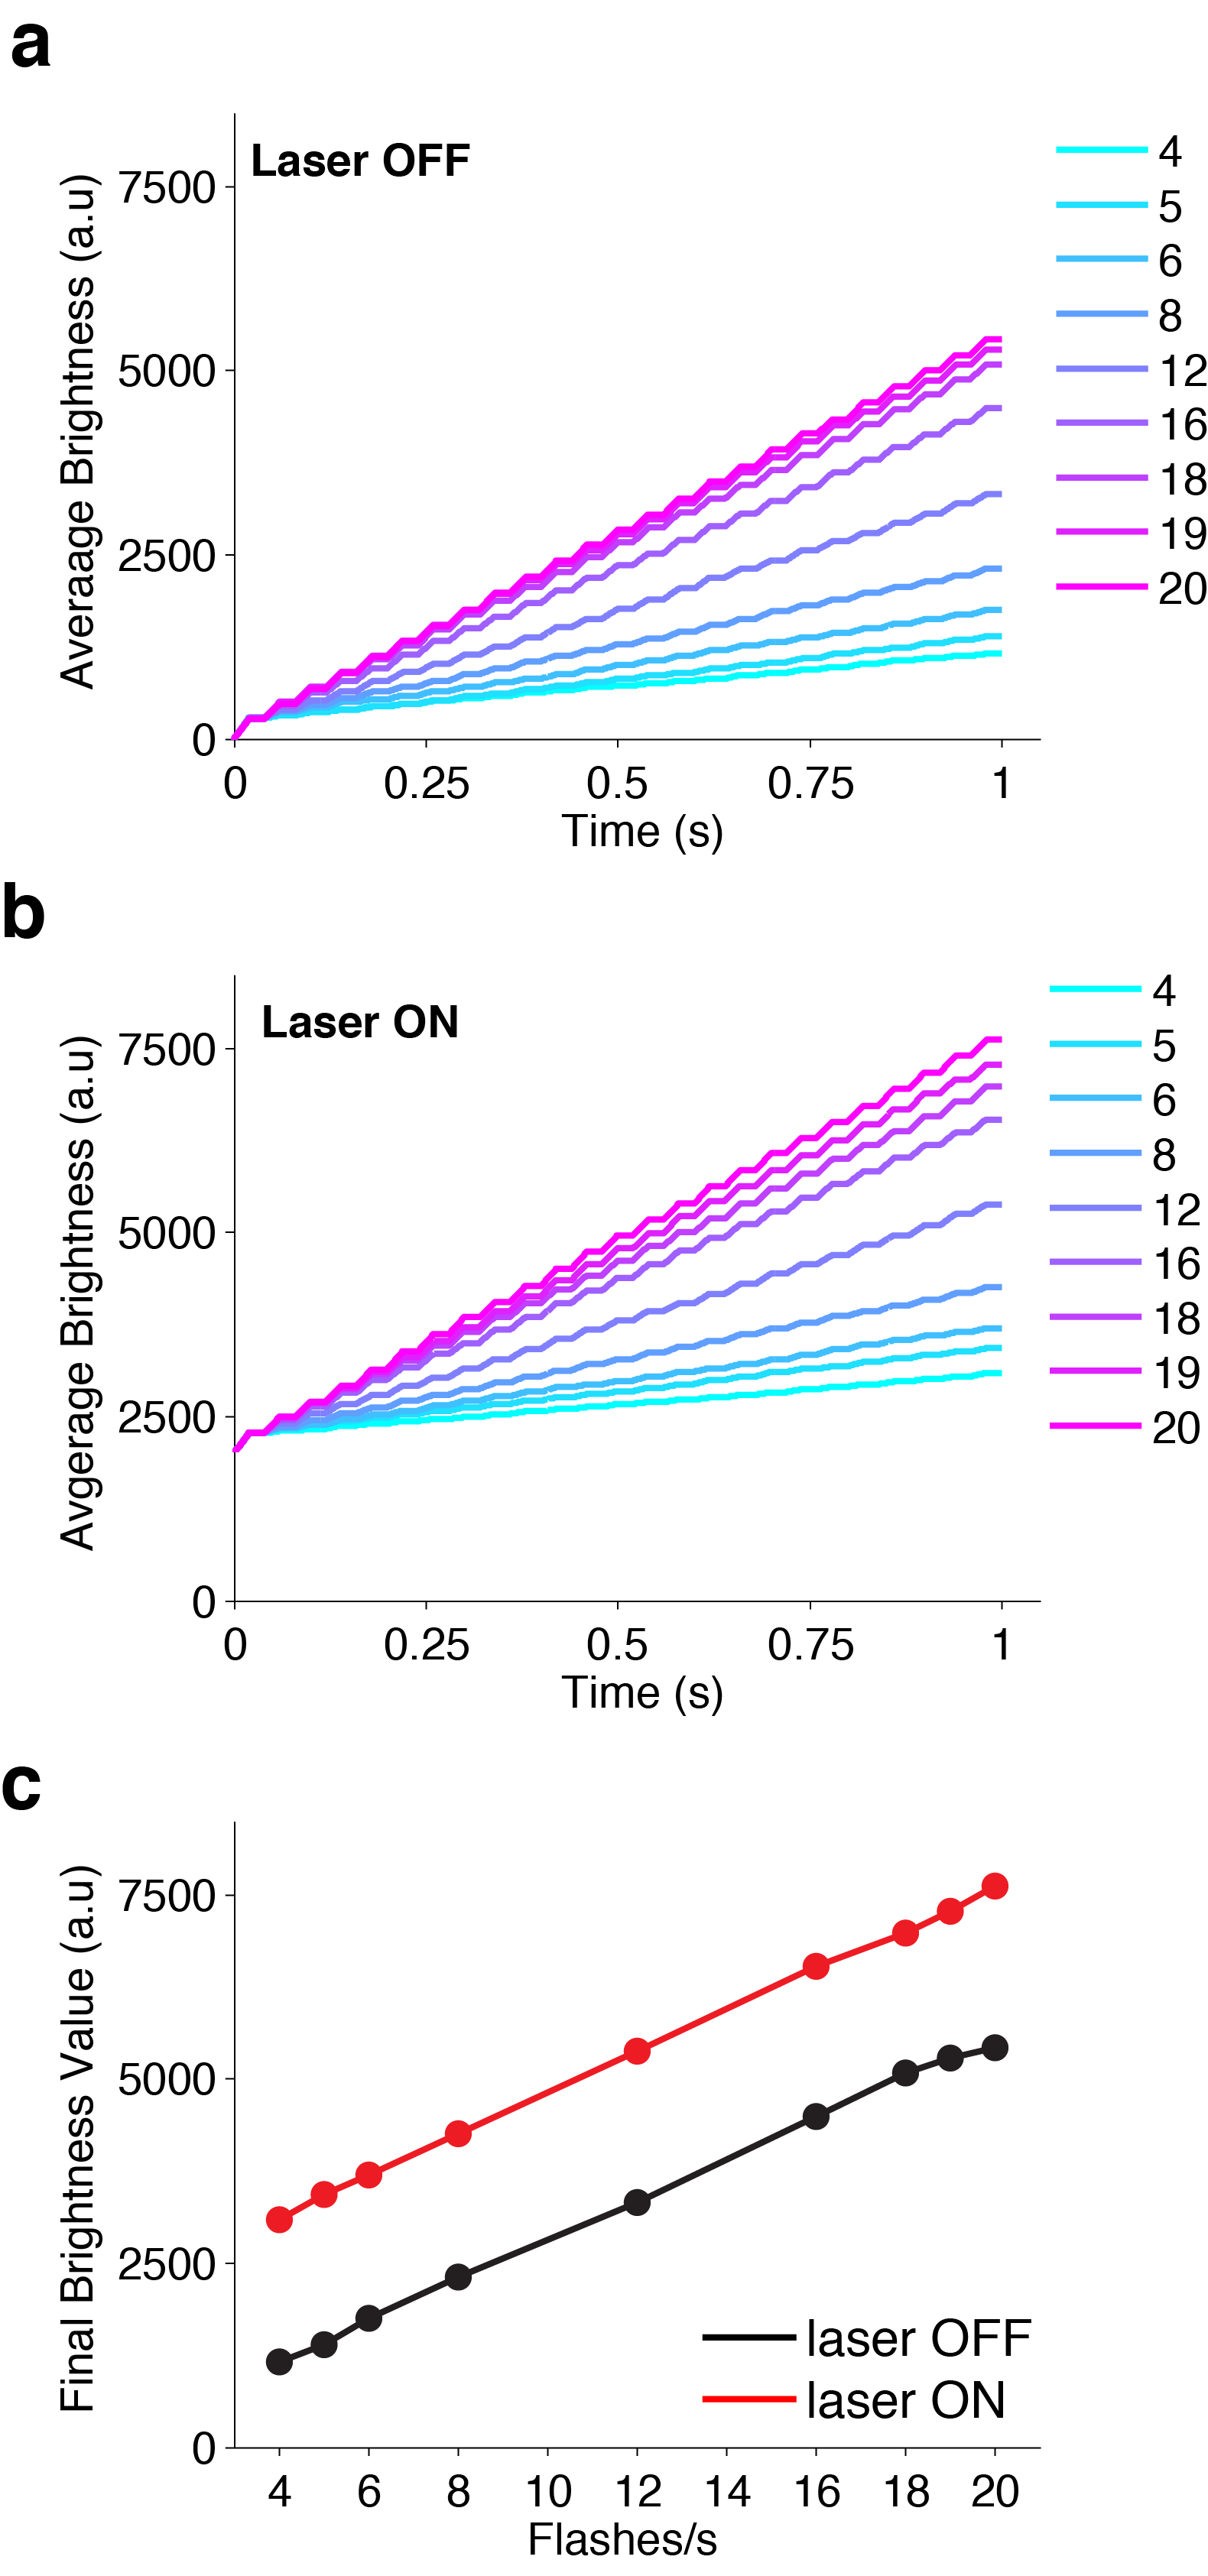 a
Laser OFF
Averaage Brightness (a.u)
7500
5000
2500
0
0 0.25 0.5 0.75 1
Time (s)
4
5
6
8
12
16
18
19
20
b
Laser ON
Avgerage Brightness (a.u)
7500
5000
2500
0
0 0.25 0.5 0.75 1
Time (s)
4
5
6
8
12
16
18
19
20
c
Final Brightness Value (a.u)
7500
5000
2500
0
laser OFF
laser ON
4 6 8 10 12 14 16 18 20
Flashes/s